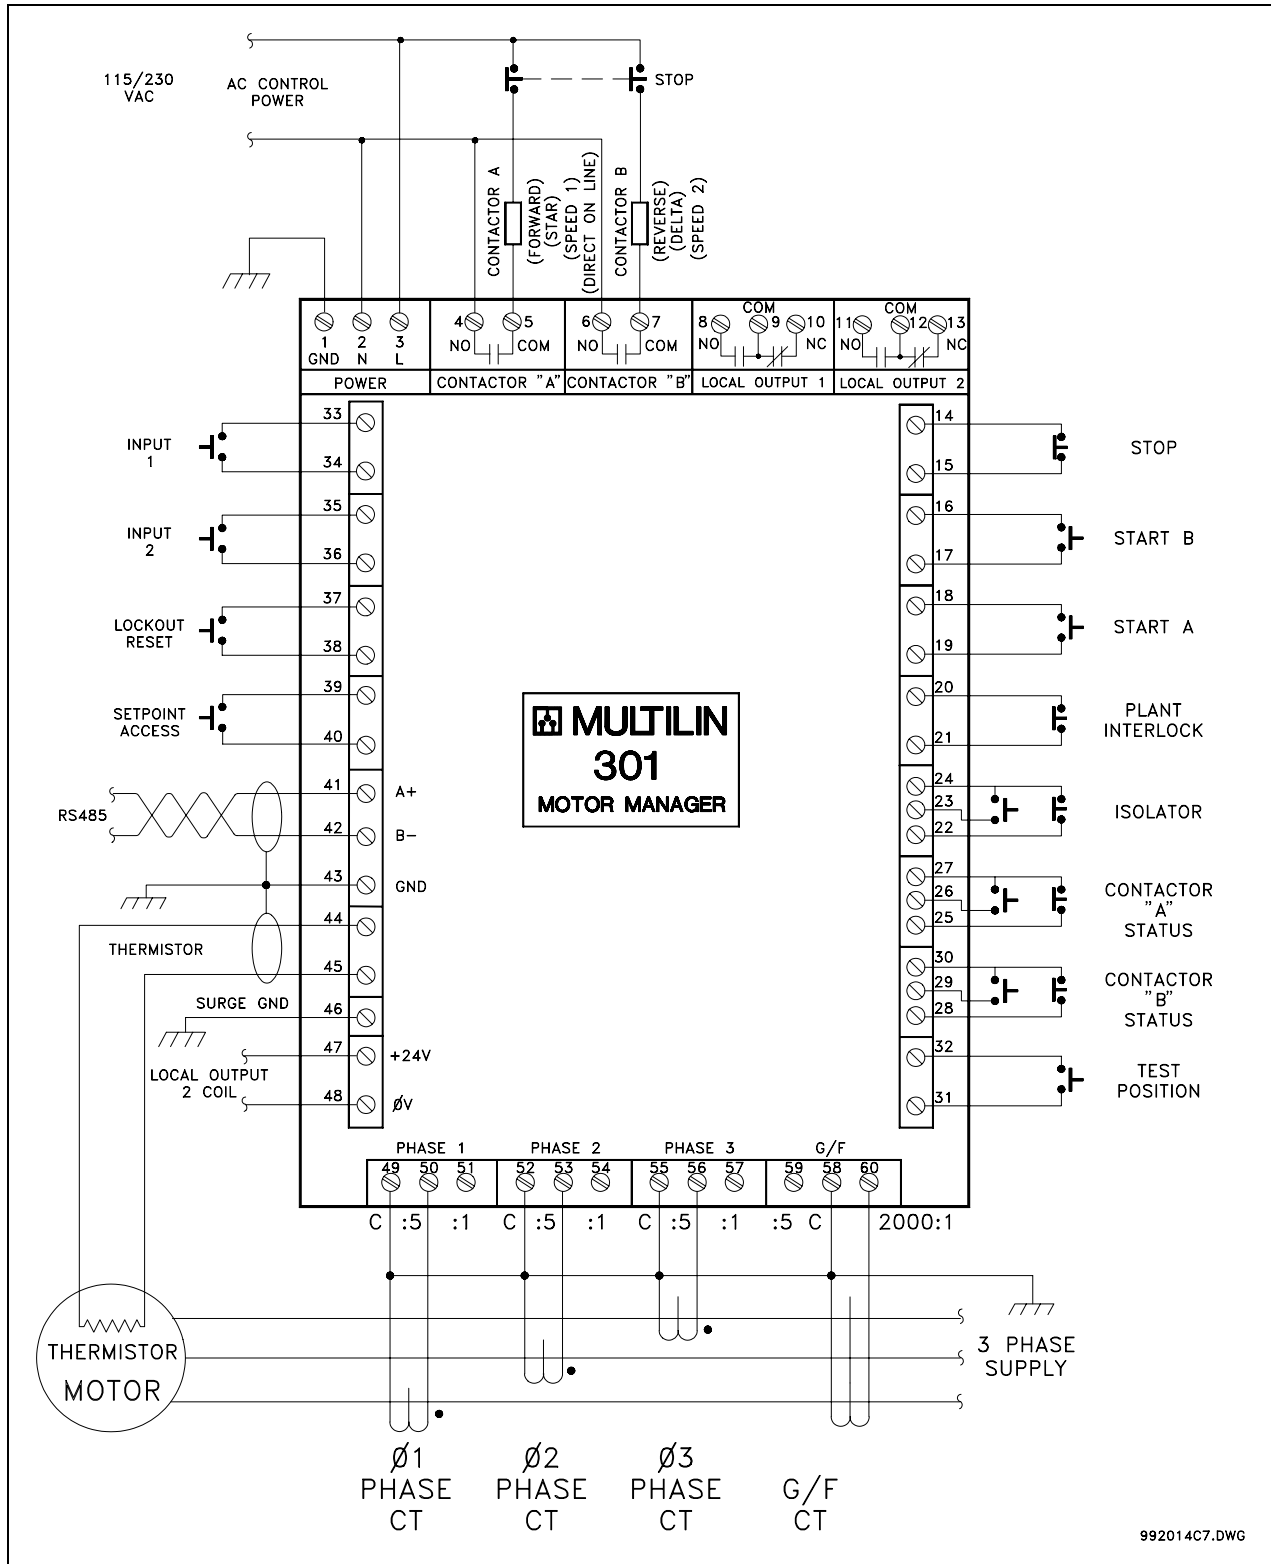 115/230
VAC
AC CONTROL
POWER
STOP
CONTACTOR A
(FORWARD)
(STAR)
(SPEED 1)
(DIRECT ON LINE)
CONTACTOR B
(REVERSE)
(DELTA)
(SPEED 2)
1 2 3
GND N L
4 5
NO COM
6 7
NO COM
COM
8 9 10
NO NC
COM
11 12 13
NO NC
POWER CONTACTOR "A" CONTACTOR "B" LOCAL OUTPUT 1 LOCAL OUTPUT 2
INPUT
1
33
34
INPUT
2
35
36
LOCKOUT
RESET
37
38
SETPOINT
ACCESS
39
40
RS485
41 A+
42 B-
43 GND
44
THERMISTOR
45
SURGE GND
46
47 +24V
LOCAL OUTPUT
2 COIL
48 ØV
MULTILIN
301
MOTOR MANAGER
14
15
STOP
16
17
START B
18
19
START A
20
21
PLANT
INTERLOCK
24
23
22
ISOLATOR
27
26
25
CONTACTOR
"A"
STATUS
30
29
28
CONTACTOR
"B"
STATUS
32
31
TEST
POSITION
PHASE 1 PHASE 2 PHASE 3 G/F
49 50 51 52 53 54 55 56 57 59 58 60
C :5 :1 C :5 :1 C :5 :1 :5 C 2000:1
THERMISTOR
MOTOR
3 PHASE
SUPPLY
Ø1
PHASE
CT
Ø2
PHASE
CT
Ø3
PHASE
CT
G/F
CT
992014C7.DWG